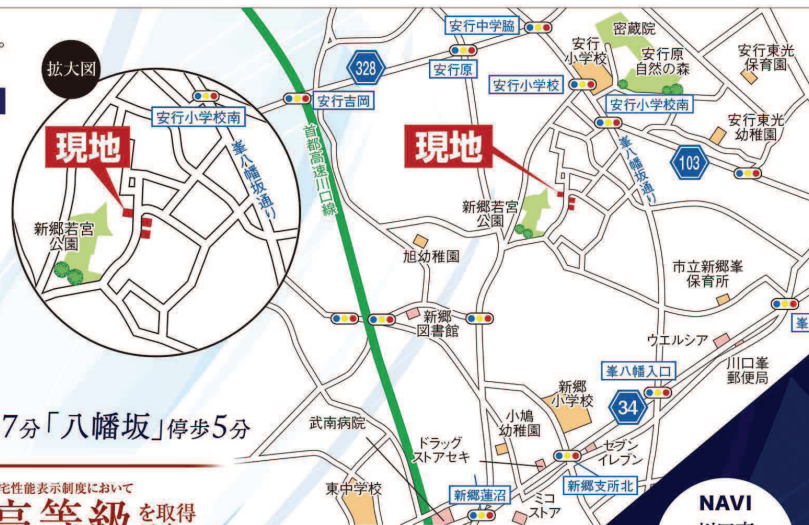 拡大図
安行小学校南
現地
峯八幡坂通り
新郷若宮
公園
7分「八幡坂」停歩5分
宅性能表示制度において
高等級を取得
安行中学脇
密蔵院
安行
小学校
安行原
自然の森
安行東光
保育園
328
安行原
安行小学校
安行吉岡
安行小学校南
安行東光
幼稚園
首都高速川口線
現地
峯八幡坂通り
103
新郷若宮
公園
旭幼稚園
市立新郷峯
保育所
新郷
図書館
ウエルシア
峯
川口峯
郵便局
峯八幡入口
新郷
小学校
34
武南病院
小鳩
幼稚園
ドラッグ
ストアセキ
セブン
イレブン
東中学校
新郷蓮沼
ミコ
ストア
新郷支所北
NAVI